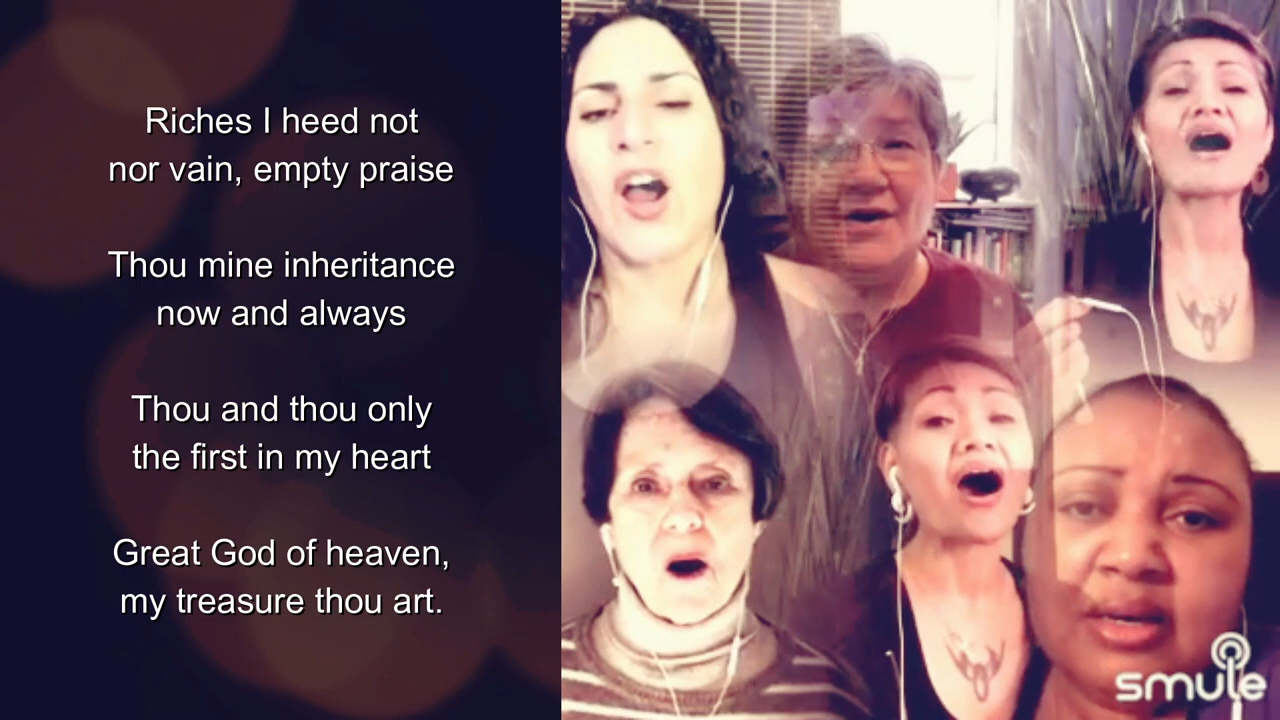 Riches I heed not
nor vain, empty praise
Thou mine inheritance
now and always
Thou and thou only
the first in my heart
Great God of heaven,
my treasure thou art.
smule